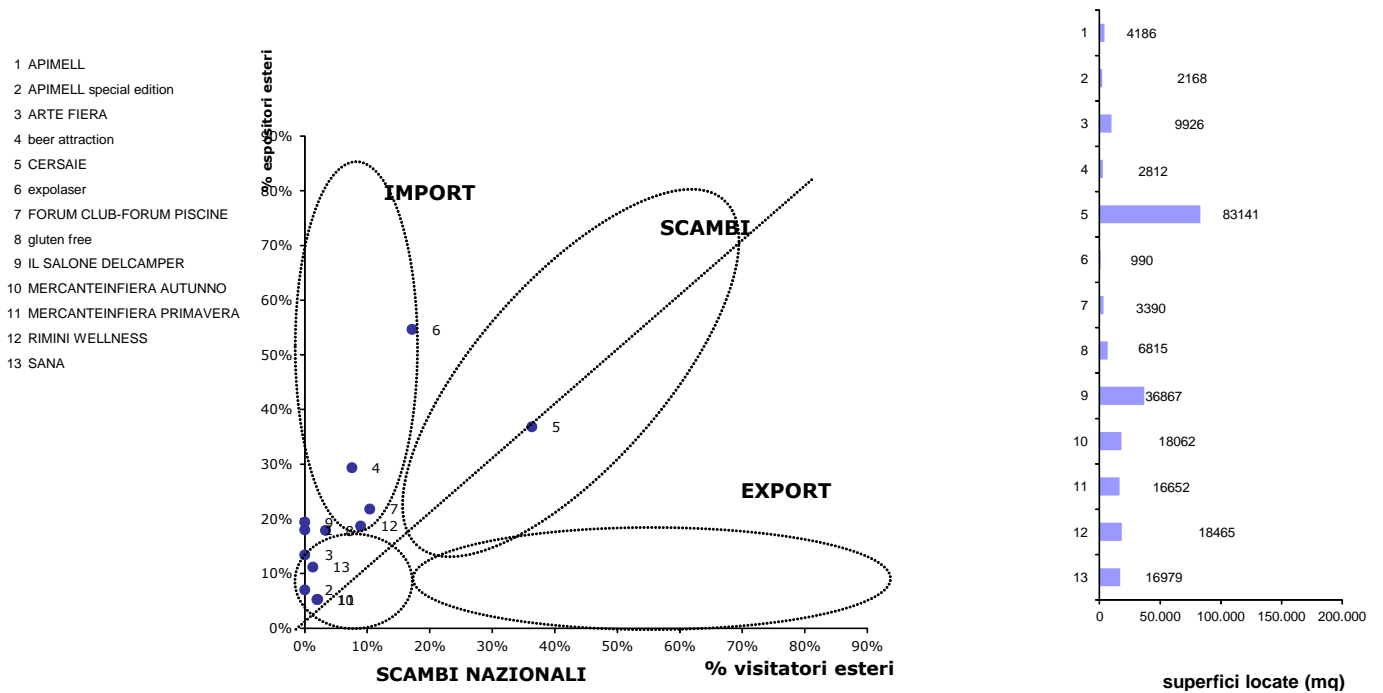 1 APIMELL
2 APIMELL special edition
3 ARTE FIERA
4 beer attraction
5 CERSAIE
6 expolaser
7 FORUM CLUB-FORUM PISCINE
8 gluten free
9 IL SALONE DELCAMPER
10 MERCANTEINFIERA AUTUNNO
11 MERCANTEINFIERA PRIMAVERA
12 RIMINI WELLNESS
13 SANA
% espositori esteri
90%
80%
70%
60%
50%
40%
30%
20%
10%
0%
IMPORT
SCAMBI
EXPORT
6
5
4
7
12
9
1
8
3
13
2
10
11
0% 10% 20% 30% 40% 50% 60% 70% 80% 90%
SCAMBI NAZIONALI
% visitatori esteri
1 4186
2 2168
3 9926
4 2812
5 83141
6 990
7 3390
8 6815
9 36867
10 18062
11 16652
12 18465
13 16979
0 50.000 100.000 150.000 200.000
superfici locate (mq)